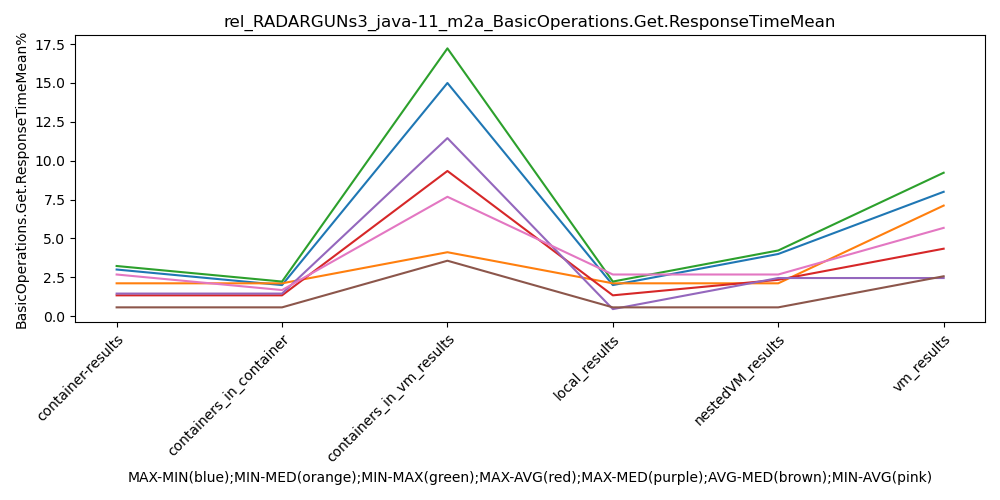 rel_RADARGUNs3_java-11_m2a_BasicOperations.Get.ResponseTimeMean
BasicOperations.Get.ResponseTimeMean%
17.5
15.0
12.5
10.0
7.5
5.0
2.5
0.0
container-results
containers_in_container
containers_in_vm_results
local_results
nestedVM_results
vm_results
MAX-MIN(blue);MIN-MED(orange);MIN-MAX(green);MAX-AVG(red);MAX-MED(purple);AVG-MED(brown);MIN-AVG(pink)